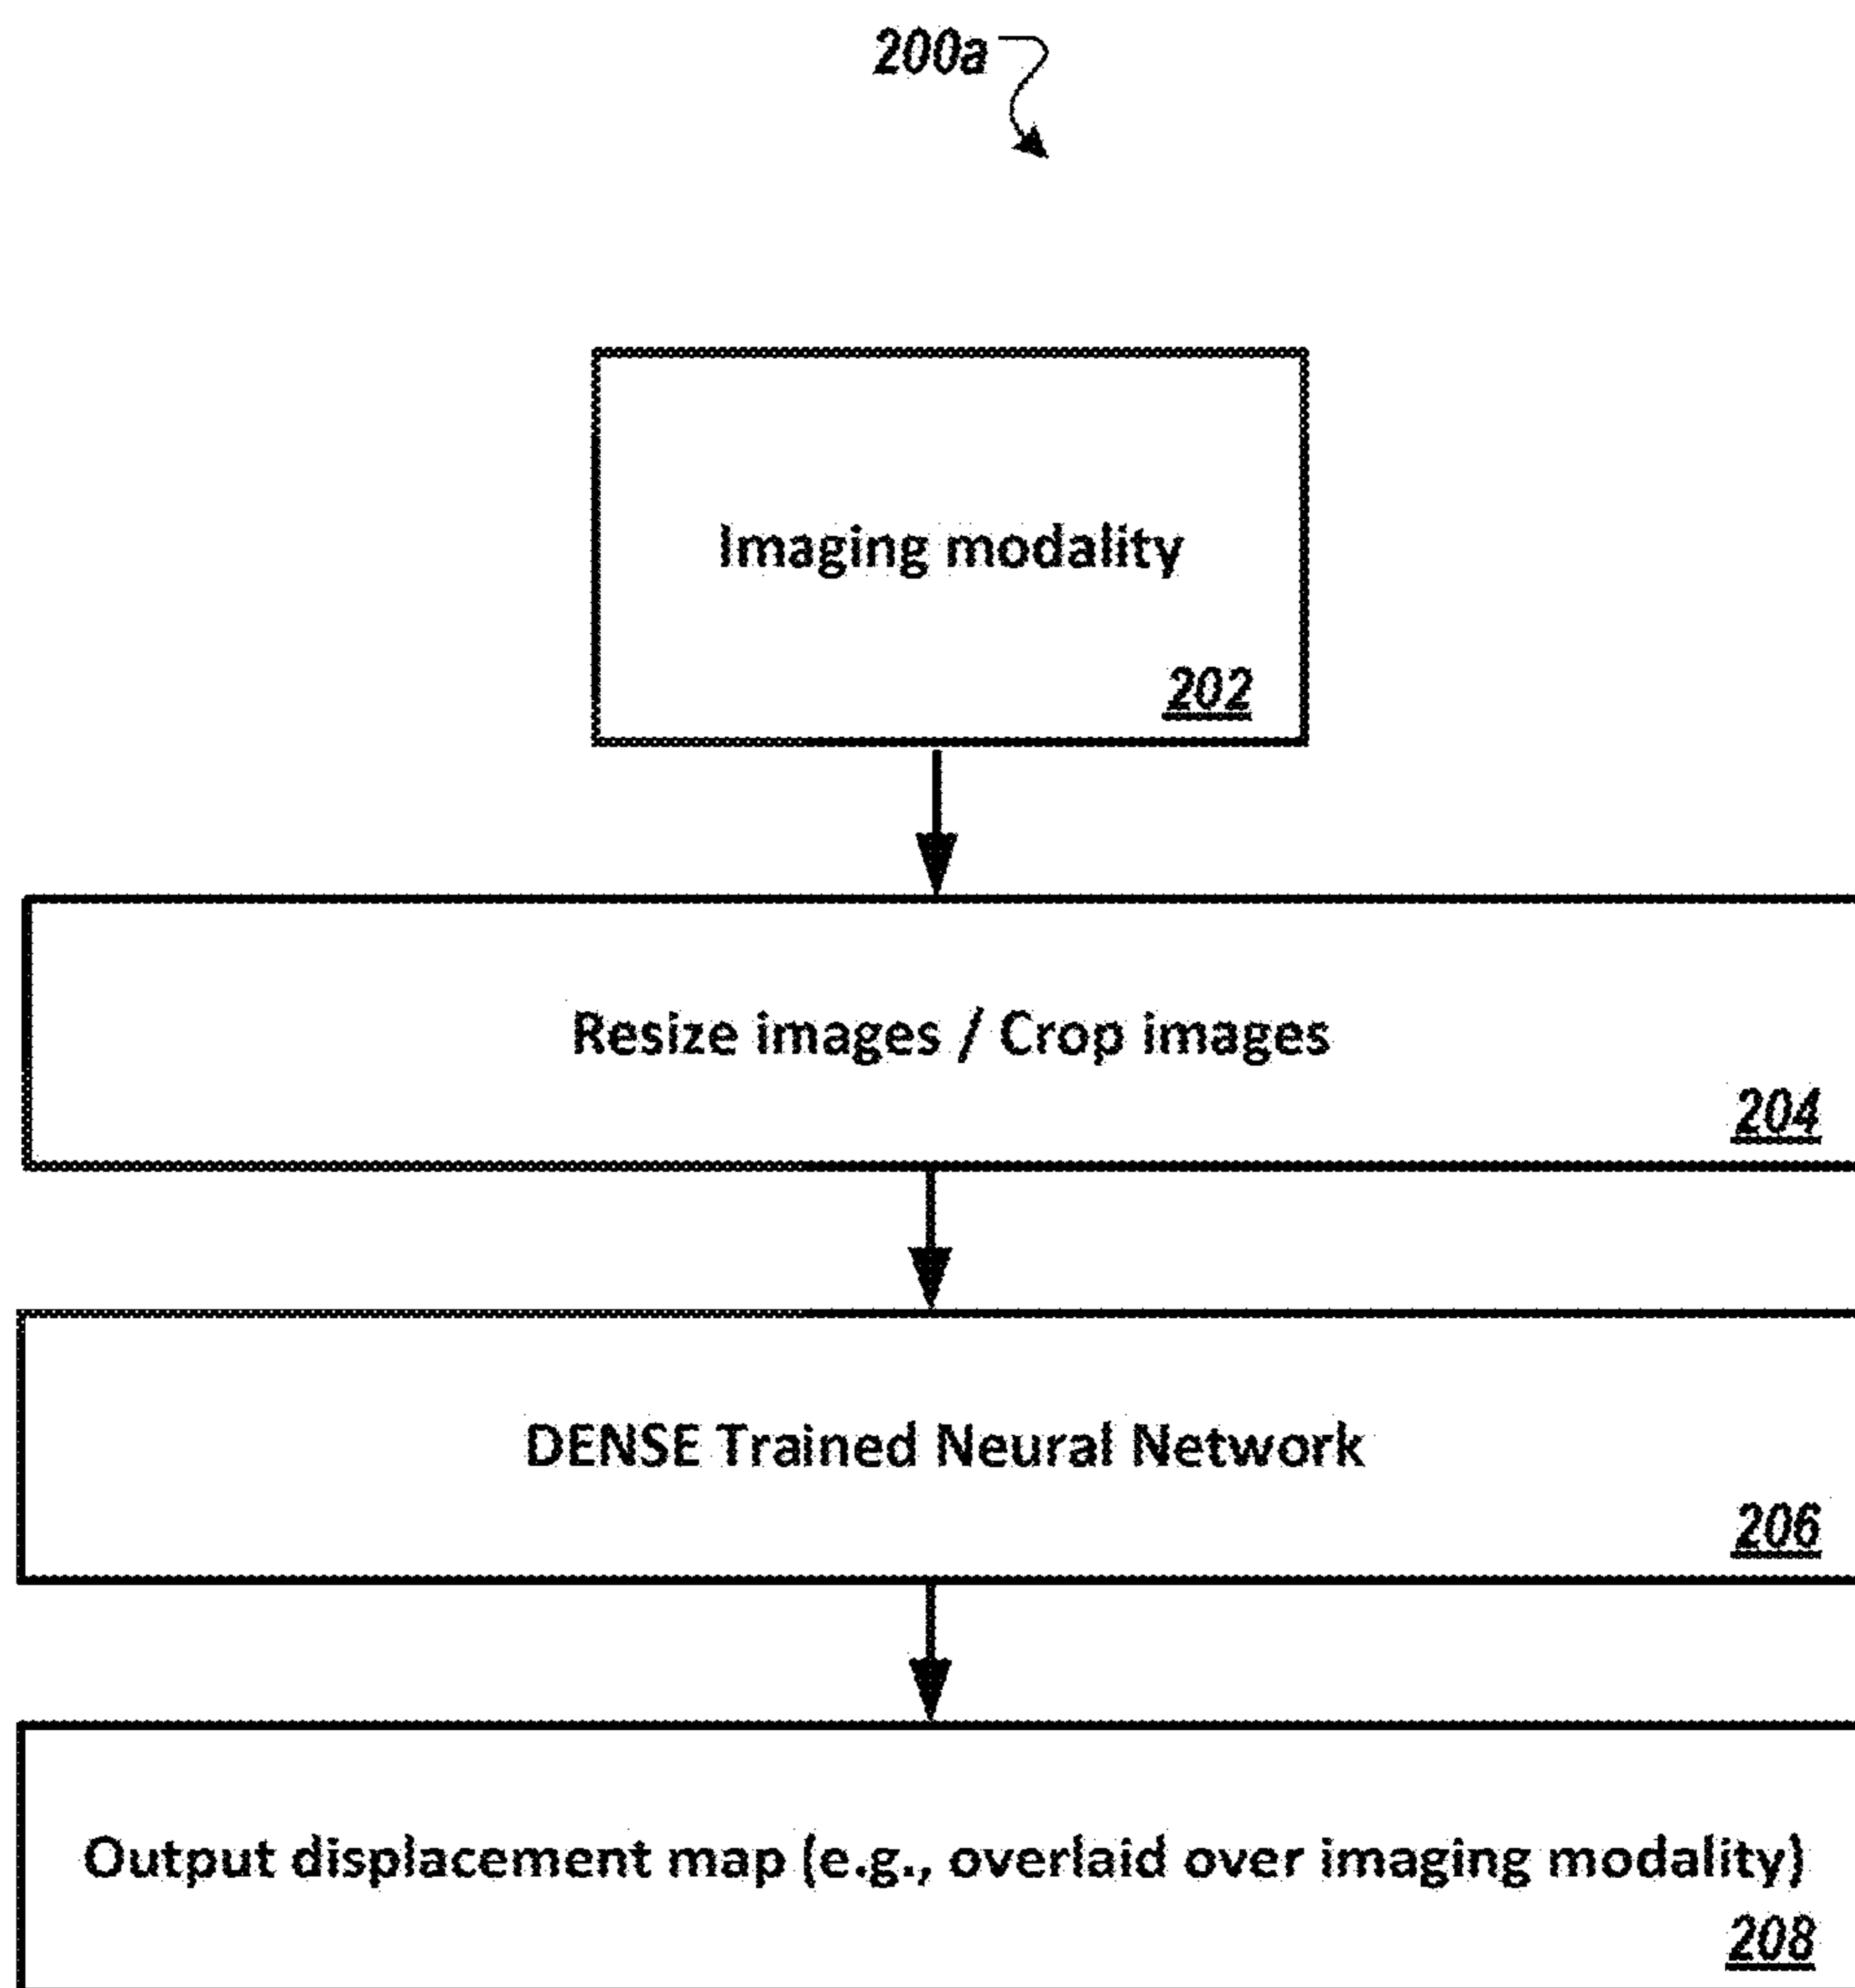 200a
Imaging modality
202
Resize images / Crop images
204
DENSE Trained Neural Network
206
Output displacement map (e.g., overlaid over imaging modality)
208